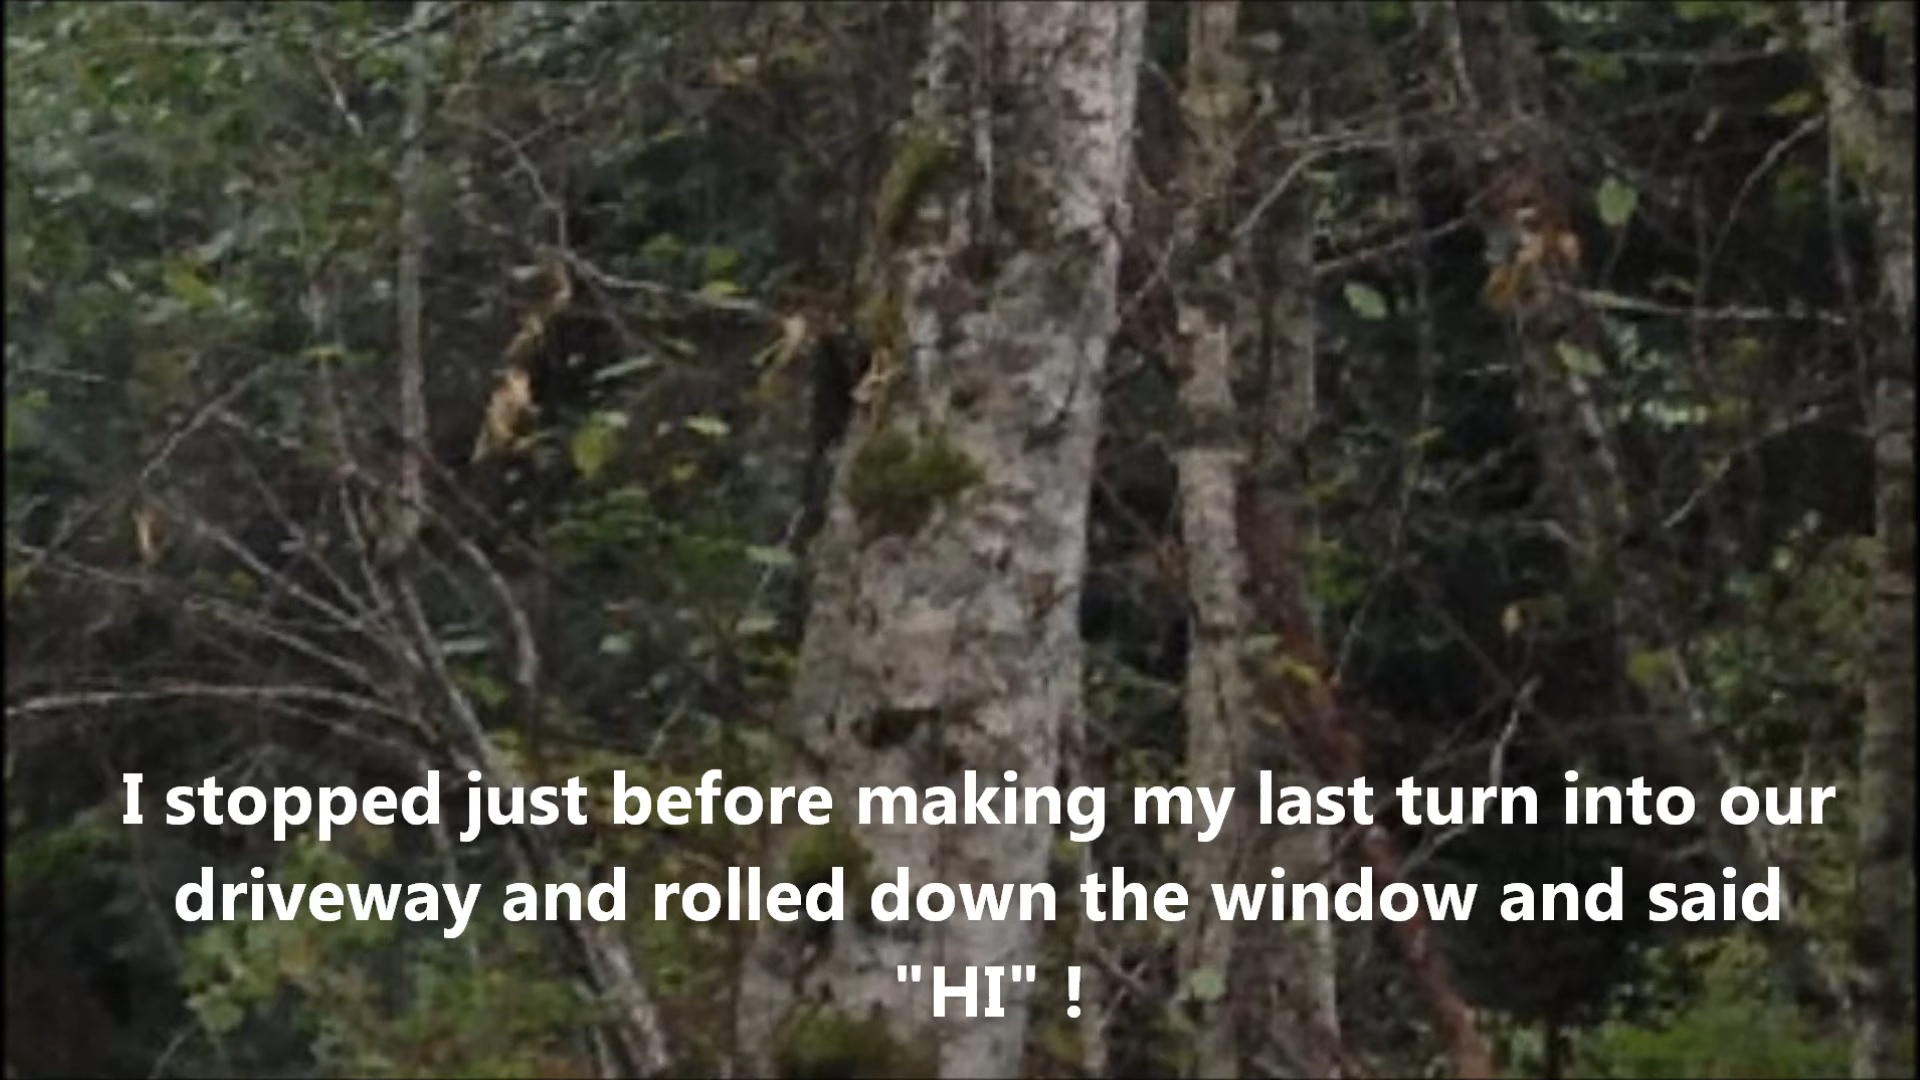 I stopped just before making my last turn into our
driveway and rolled down the window and said
"HI" !